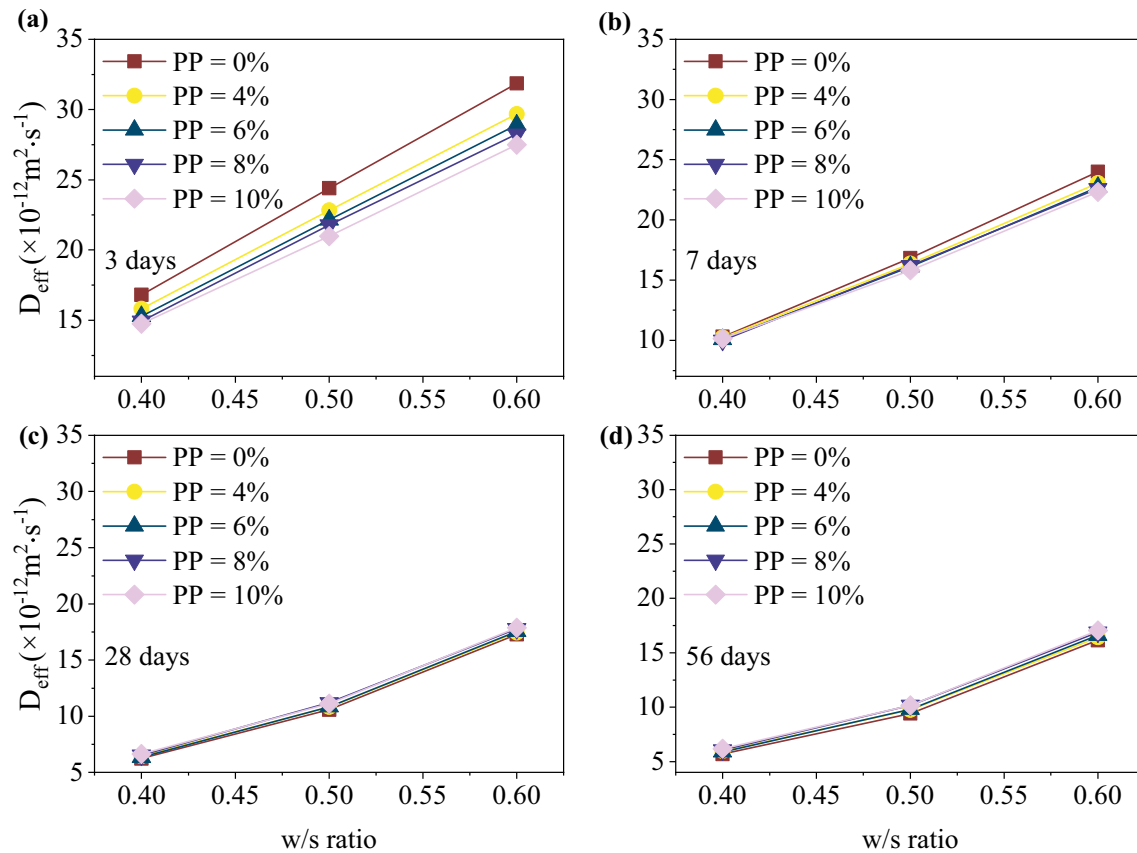 (a)
35
30
25
20
15
D_eff(×10^-12 m²·s^-1)
PP = 0%
PP = 4%
PP = 6%
PP = 8%
PP = 10%
3 days
0.40 0.45 0.50 0.55 0.60
(b)
35
30
25
20
15
10
PP = 0%
PP = 4%
PP = 6%
PP = 8%
PP = 10%
7 days
0.40 0.45 0.50 0.55 0.60
(c)
35
30
25
20
15
10
5
D_eff(×10^-12 m²·s^-1)
PP = 0%
PP = 4%
PP = 6%
PP = 8%
PP = 10%
28 days
0.40 0.45 0.50 0.55 0.60
w/s ratio
(d)
35
30
25
20
15
10
5
PP = 0%
PP = 4%
PP = 6%
PP = 8%
PP = 10%
56 days
0.40 0.45 0.50 0.55 0.60
w/s ratio